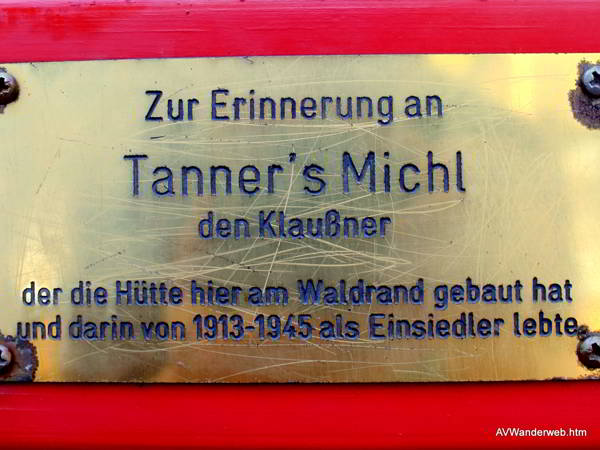 Zur Erinnerung an
Tanner's Michl
den Klaußner
der die Hütte hier am Waldrand gebaut hat
und darin von 1913-1945 als Einsiedler lebte
AVWanderweb.htm